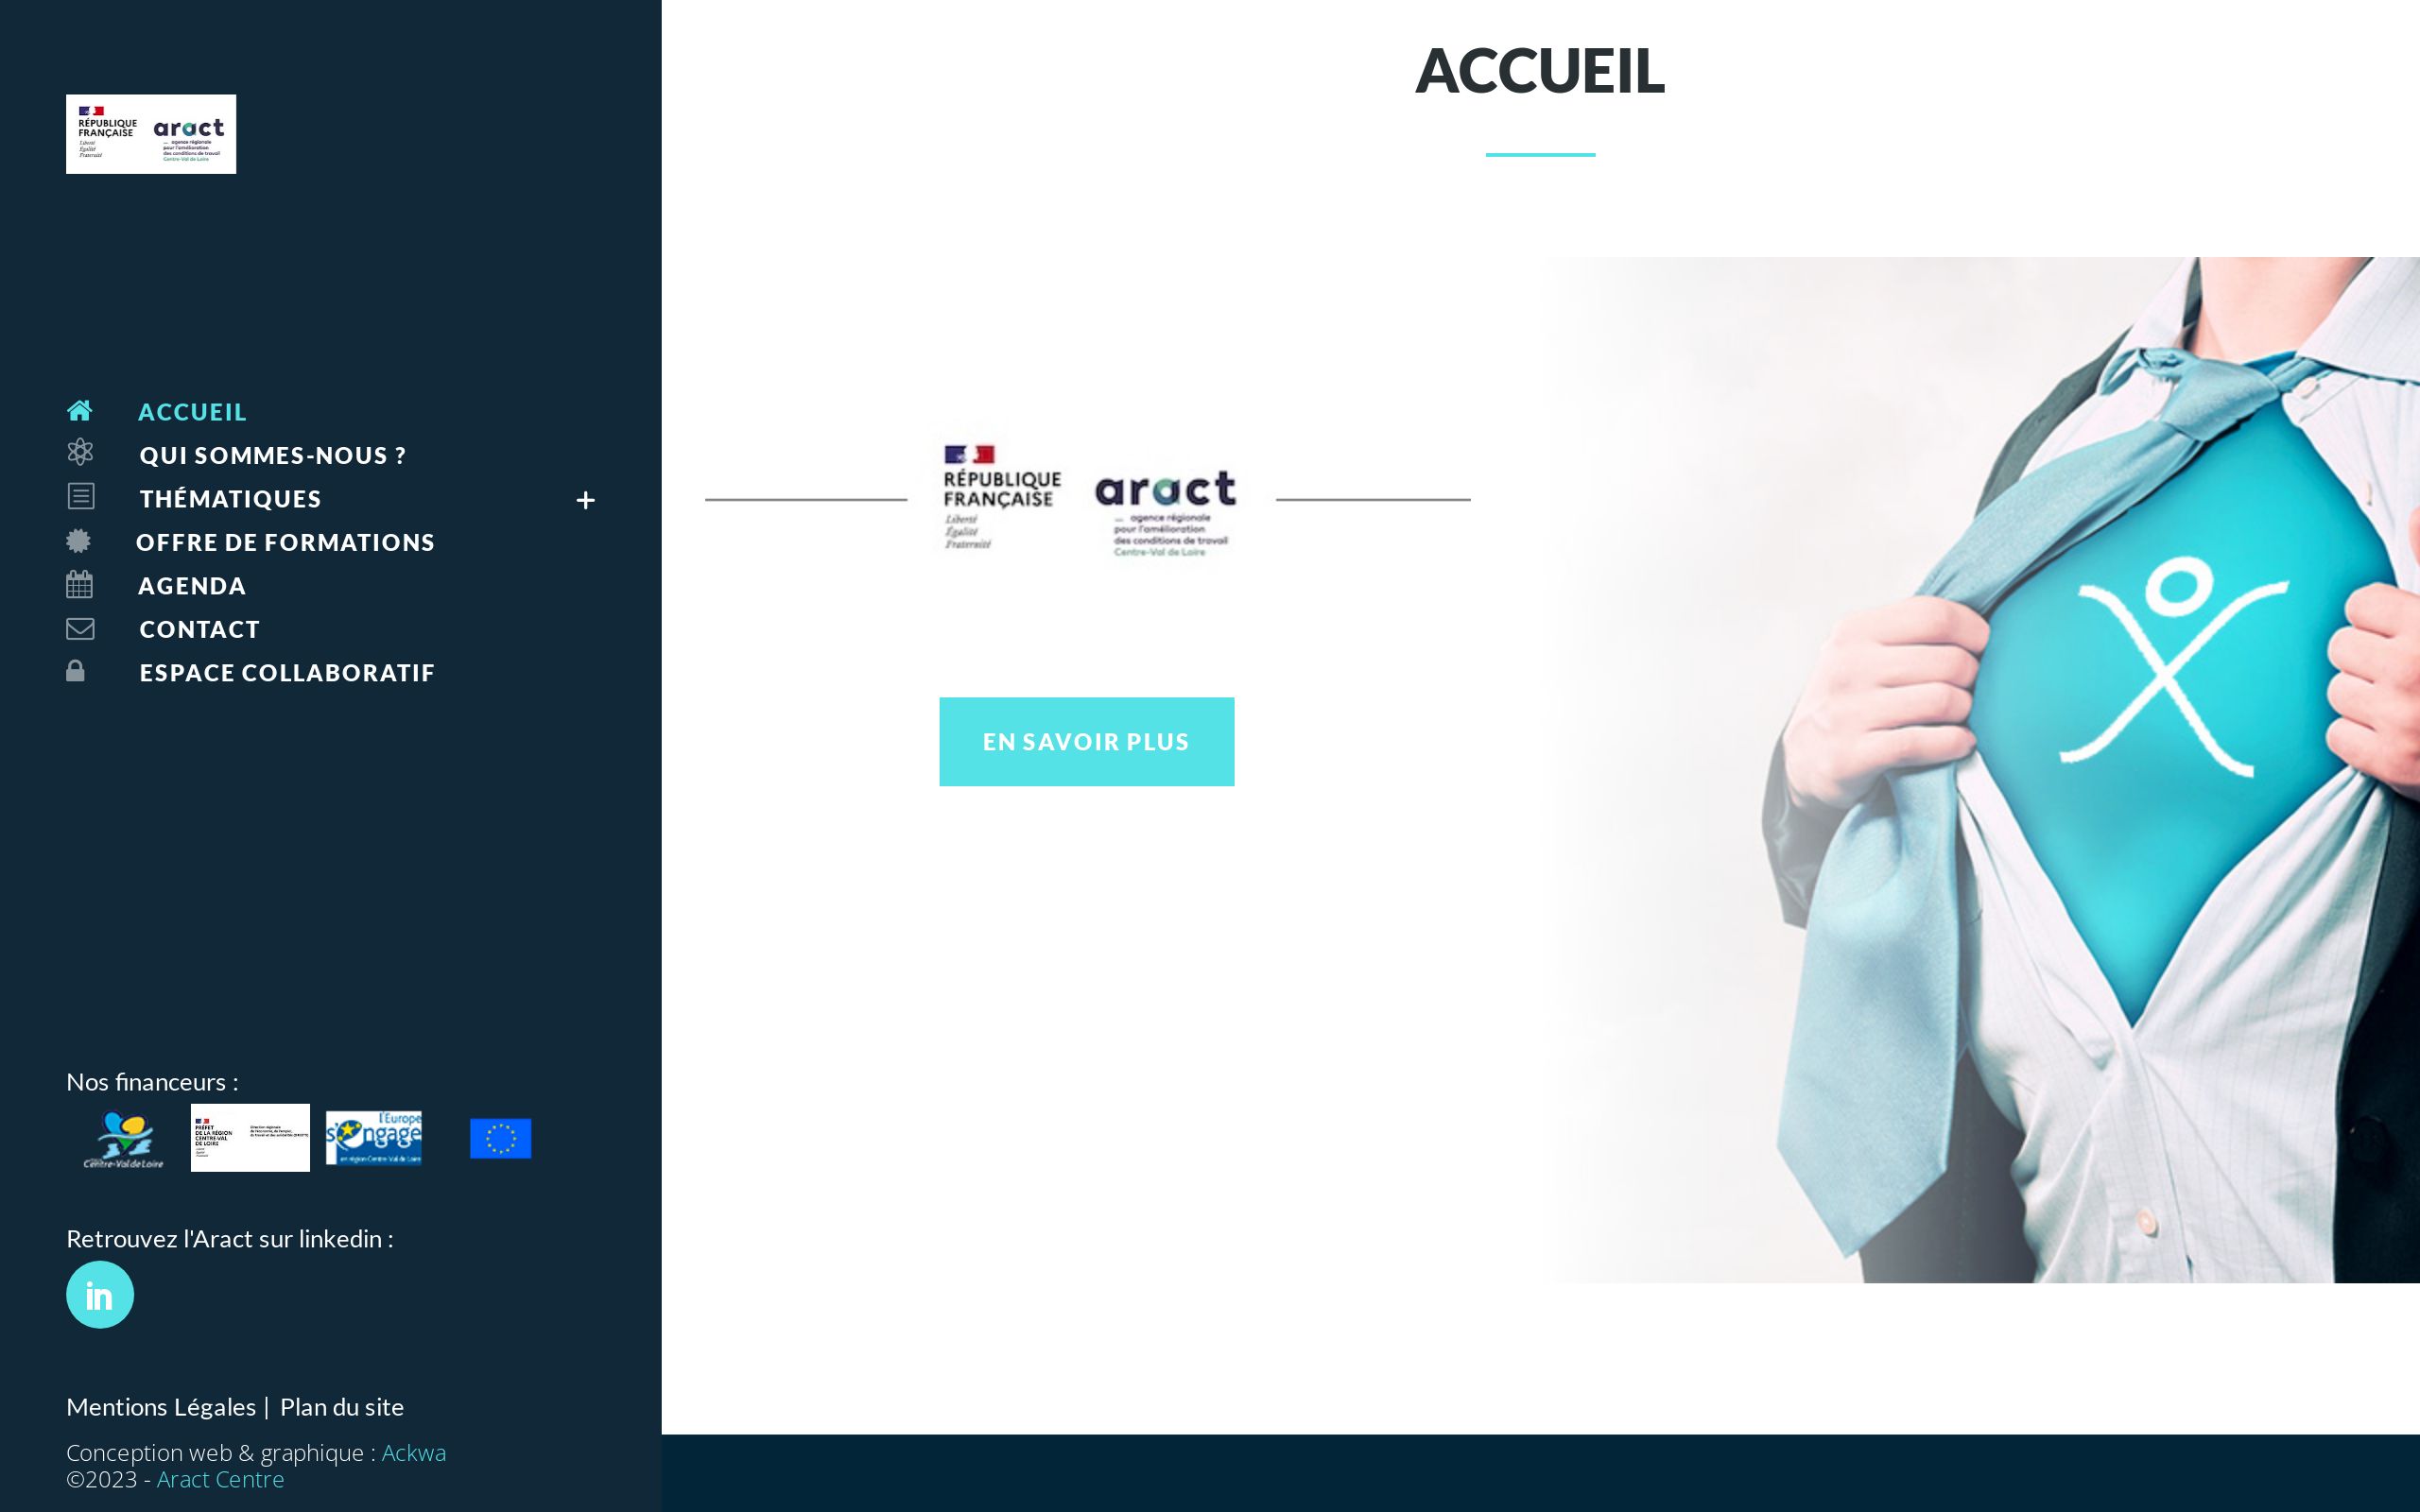 RÉPUBLIQUE
FRANÇAISE
Liberté
Égalité
Fraternité
aract
agence régionale
pour l'amélioration
des conditions de travail
Centre-Val de Loire
ACCUEIL
QUI SOMMES-NOUS ?
THÉMATIQUES +
OFFRE DE FORMATIONS
AGENDA
CONTACT
ESPACE COLLABORATIF
Nos financeurs :
Centre-Val de Loire
PRÉFET
DE LA RÉGION
CENTRE-VAL
DE LOIRE
l'Europe
s'engage
en région Centre-Val de Loire
Retrouvez l'Aract sur linkedin :
in
Mentions Légales | Plan du site
Conception web & graphique : Ackwa
©2023 - Aract Centre
ACCUEIL
RÉPUBLIQUE
FRANÇAISE
Liberté
Égalité
Fraternité
aract
agence régionale
pour l'amélioration
des conditions de travail
Centre-Val de Loire
EN SAVOIR PLUS